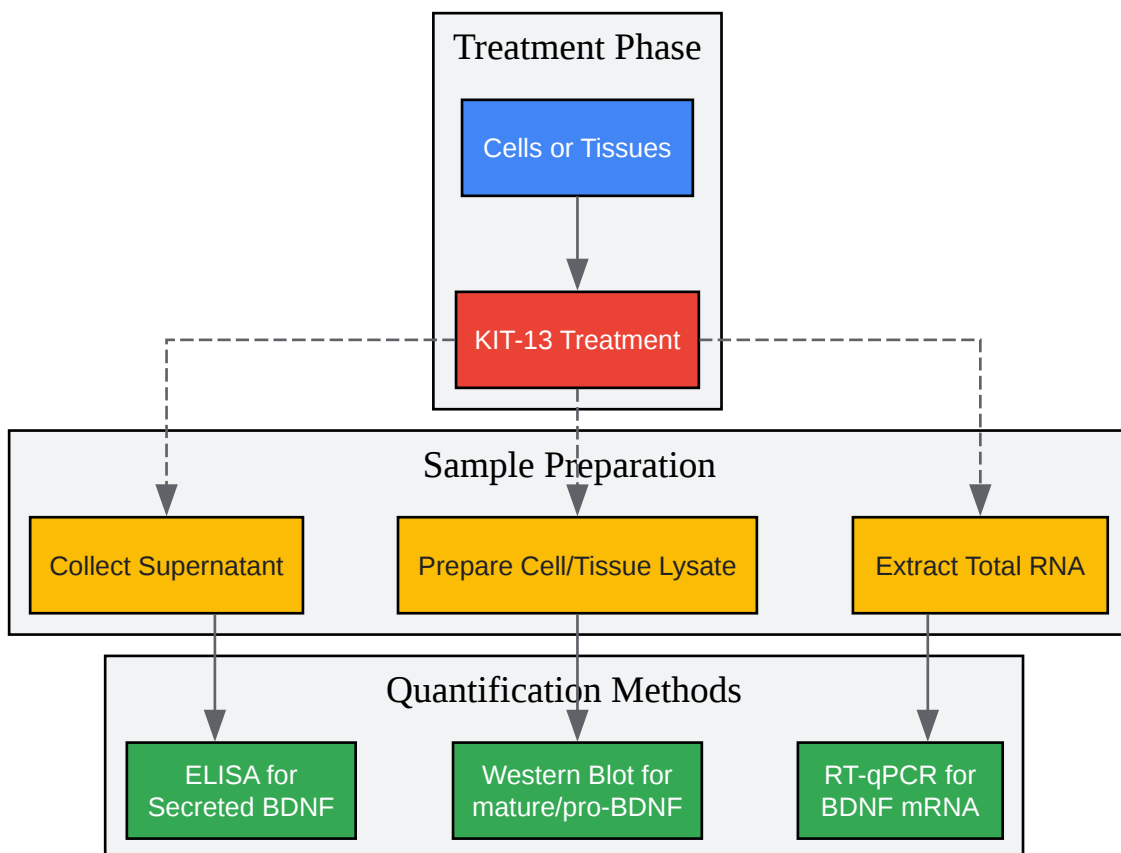 Treatment Phase
Cells or Tissues
KIT-13 Treatment
Sample Preparation
Collect Supernatant
Prepare Cell/Tissue Lysate
Extract Total RNA
Quantification Methods
ELISA for
Secreted BDNF
Western Blot for
mature/pro-BDNF
RT-qPCR for
BDNF mRNA